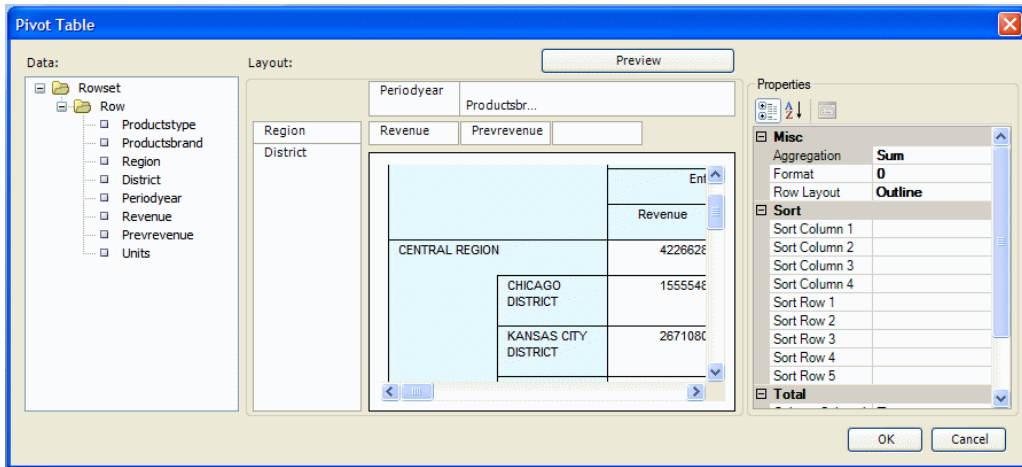 Pivot Table
Data:
Layout:
Preview
Rowset
Row
Productstype
Productsbrand
Region
District
Periodyear
Revenue
Prevrevenue
Units
Periodyear
Productsbr...
Region
District
Revenue
Prevrevenue
Ent
Revenue
CENTRAL REGION
4226628
CHICAGO
DISTRICT
1555548
KANSAS CITY
DISTRICT
267108
Properties
Misc
Aggregation Sum
Format 0
Row Layout Outline
Sort
Sort Column 1
Sort Column 2
Sort Column 3
Sort Column 4
Sort Row 1
Sort Row 2
Sort Row 3
Sort Row 4
Sort Row 5
Total
OK
Cancel